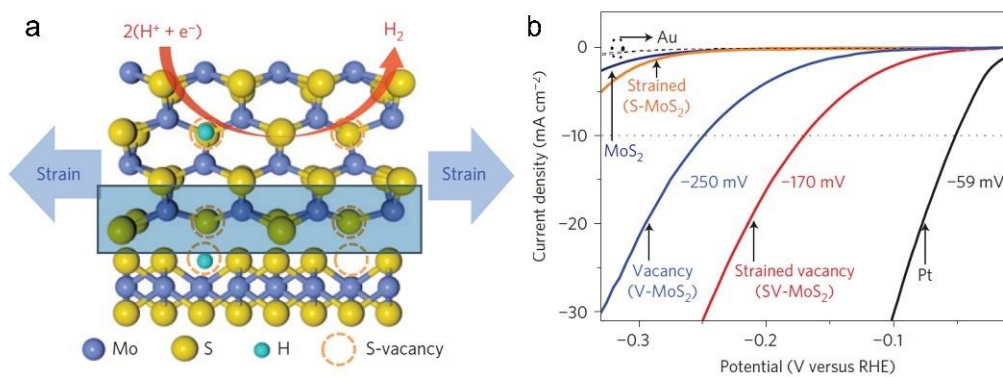 a
2(H⁺ + e⁻)
H₂
Strain
Strain
Mo
S
H
S-vacancy
b
Au
Strained
(S-MoS₂)
MoS₂
−250 mV
−170 mV
−59 mV
Vacancy
(V-MoS₂)
Strained vacancy
(SV-MoS₂)
Pt
0
−10
−20
−30
Current density (mA cm⁻²)
−0.3
−0.2
−0.1
Potential (V versus RHE)